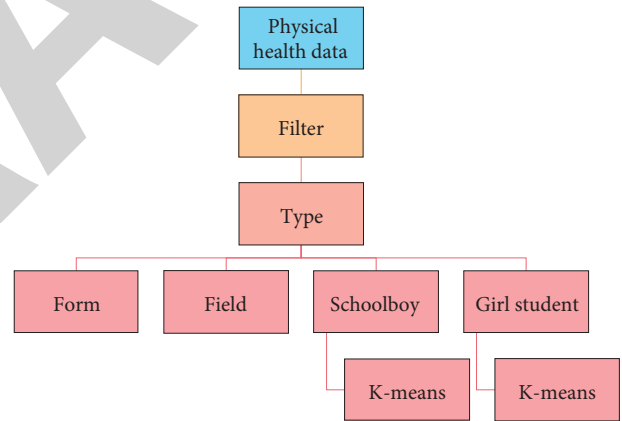 Physical
health data
Filter
Type
Form
Field
Schoolboy
Girl student
K-means
K-means